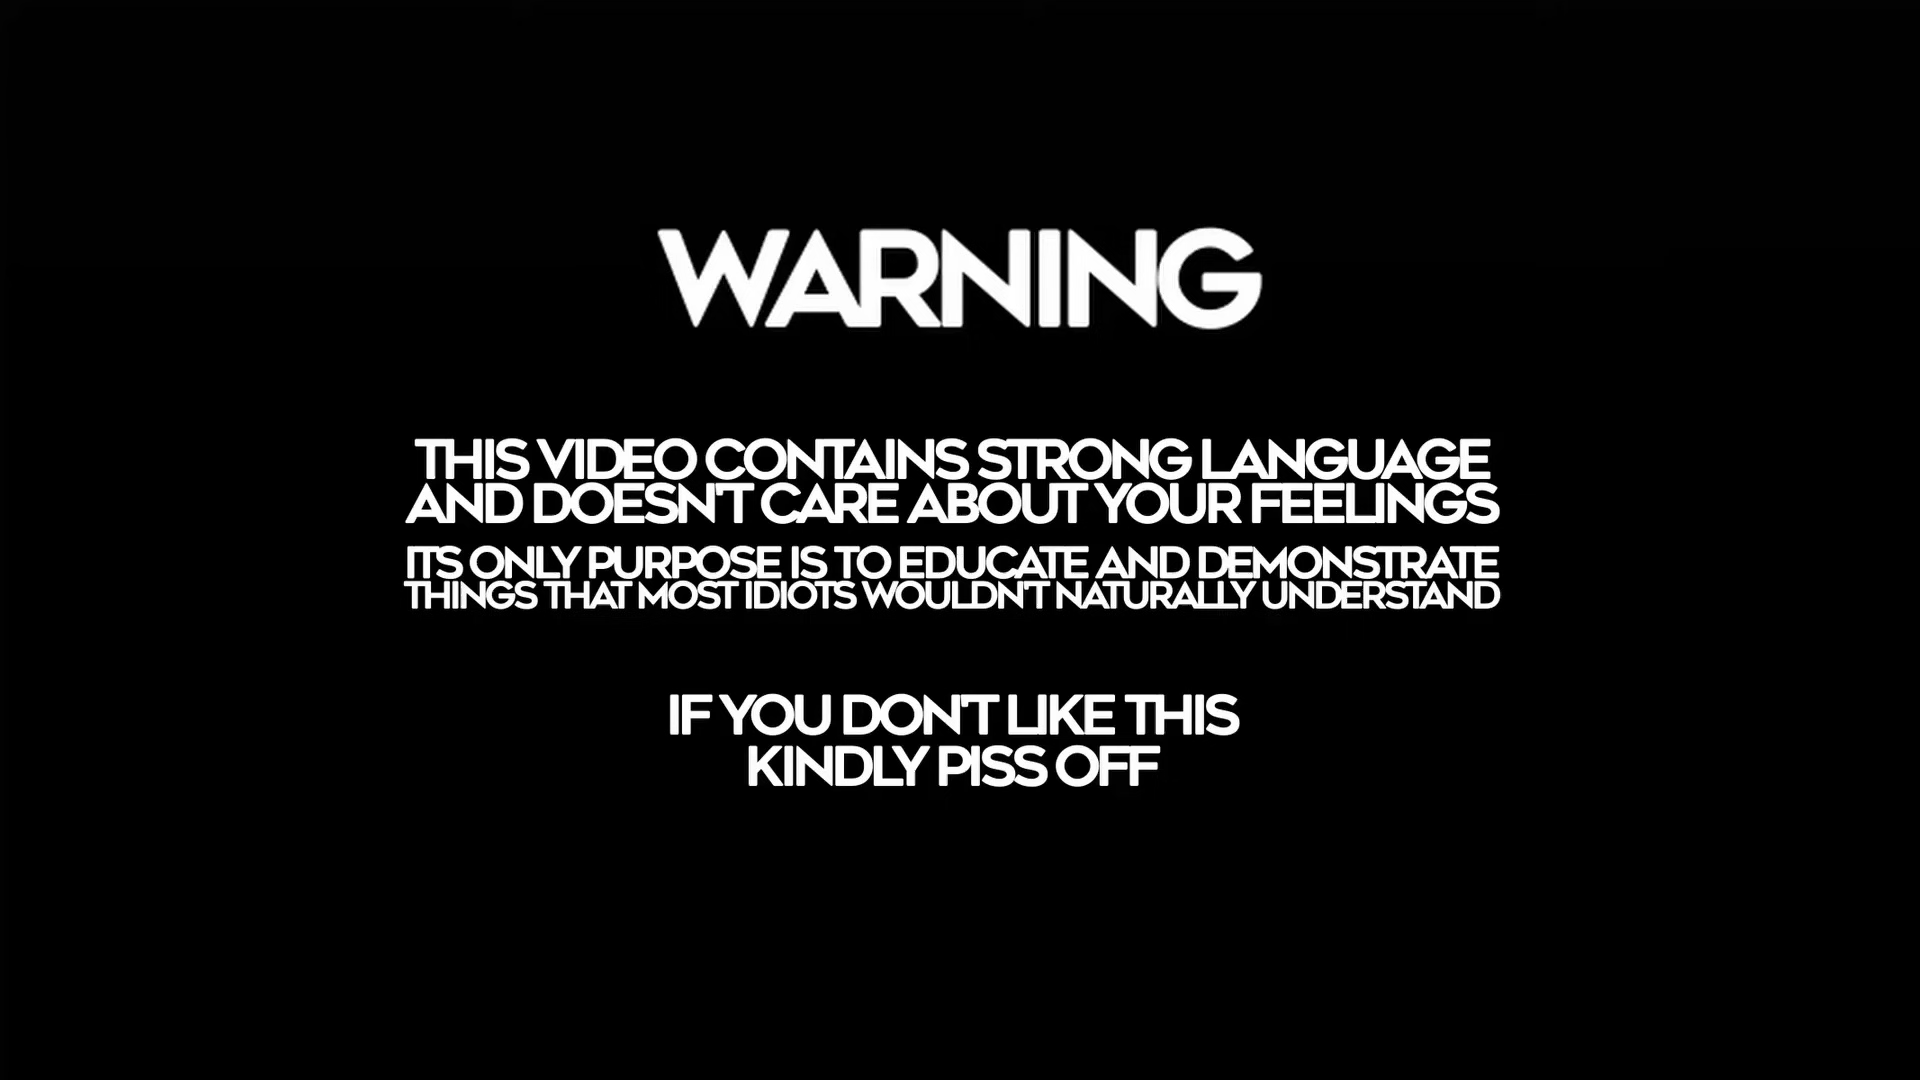 WARNING
THIS VIDEO CONTAINS STRONG LANGUAGE
AND DOESN'T CARE ABOUT YOUR FEELINGS
ITS ONLY PURPOSE IS TO EDUCATE AND DEMONSTRATE
THINGS THAT MOST IDIOTS WOULDN'T NATURALLY UNDERSTAND
IF YOU DON'T LIKE THIS
KINDLY PISS OFF